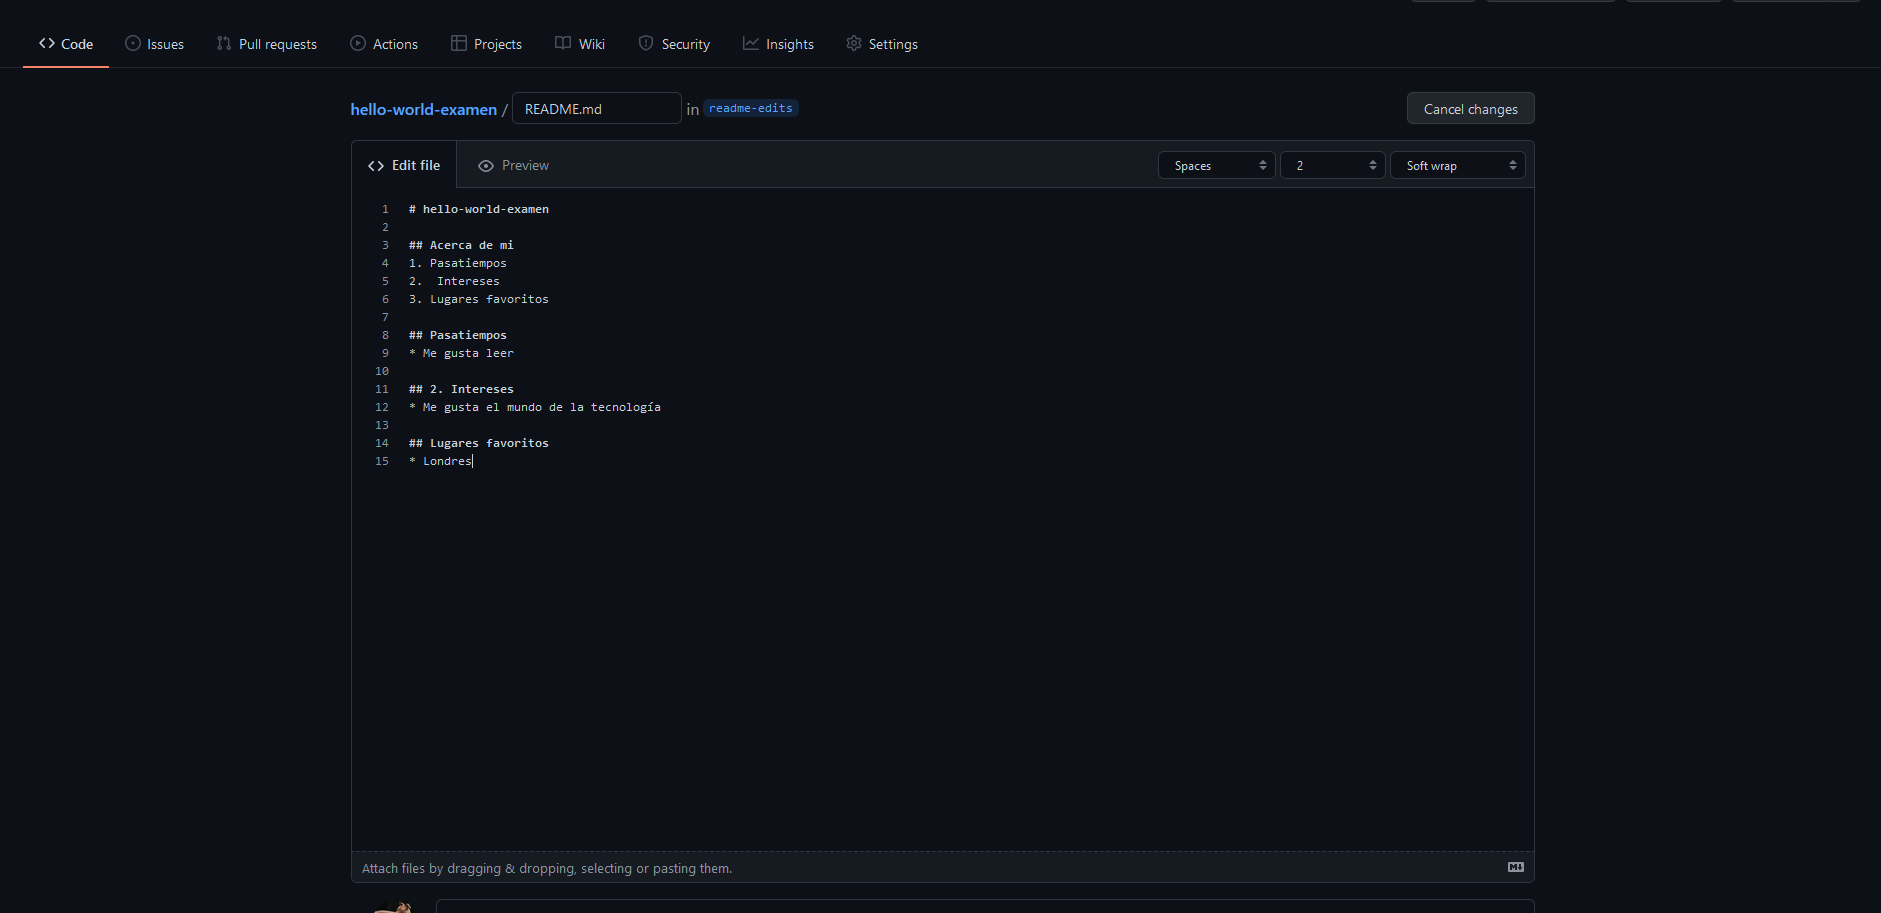 Code Issues Pull requests Actions Projects Wiki Security Insights Settings
hello-world-examen / README.md in readme-edits Cancel changes
Edit file Preview Spaces 2 Soft wrap
1 # hello-world-examen
2
3 ## Acerca de mi
4 1. Pasatiempos
5 2.  Intereses
6 3. Lugares favoritos
7
8 ## Pasatiempos
9 * Me gusta leer
10
11 ## 2. Intereses
12 * Me gusta el mundo de la tecnología
13
14 ## Lugares favoritos
15 * Londres
Attach files by dragging & dropping, selecting or pasting them.